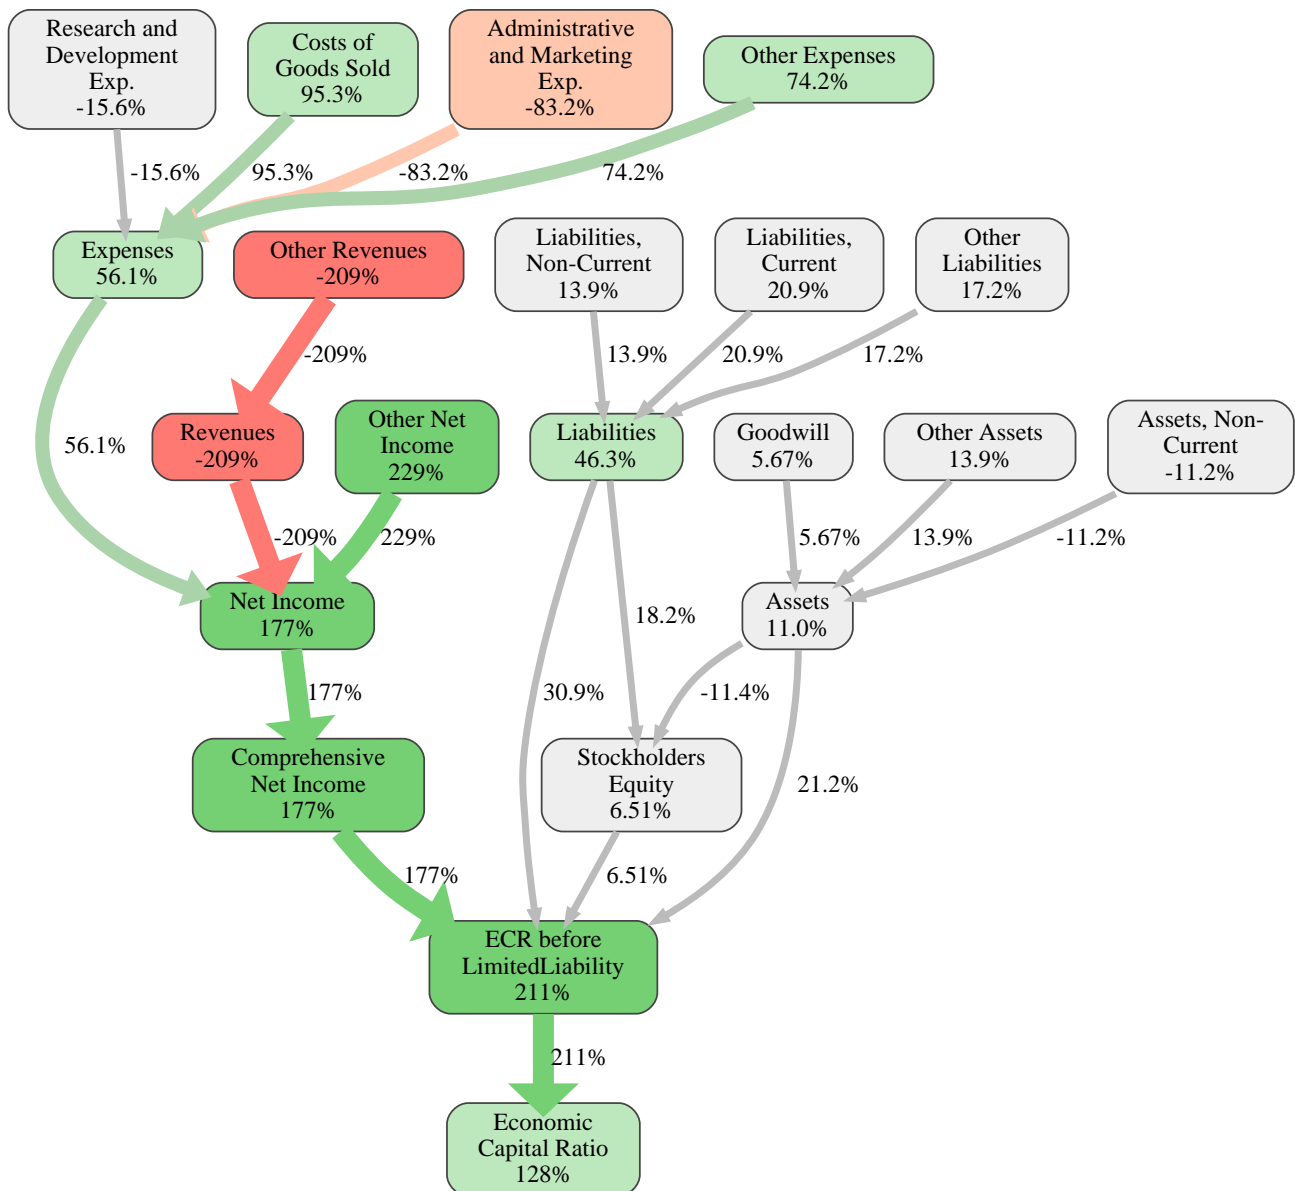 Research and
Development
Exp.
-15.6%
Costs of
Goods Sold
95.3%
Administrative
and Marketing
Exp.
-83.2%
Other Expenses
74.2%
-15.6%
95.3%
-83.2%
74.2%
Expenses
56.1%
Other Revenues
-209%
Liabilities,
Non-Current
13.9%
Liabilities,
Current
20.9%
Other
Liabilities
17.2%
-209%
13.9%
20.9%
17.2%
56.1%
Revenues
-209%
Other Net
Income
229%
Liabilities
46.3%
Goodwill
5.67%
Other Assets
13.9%
Assets, Non-
Current
-11.2%
-209%
229%
5.67%
13.9%
-11.2%
Net Income
177%
18.2%
Assets
11.0%
177%
30.9%
-11.4%
21.2%
Comprehensive
Net Income
177%
Stockholders
Equity
6.51%
177%
6.51%
ECR before
LimitedLiability
211%
211%
Economic
Capital Ratio
128%